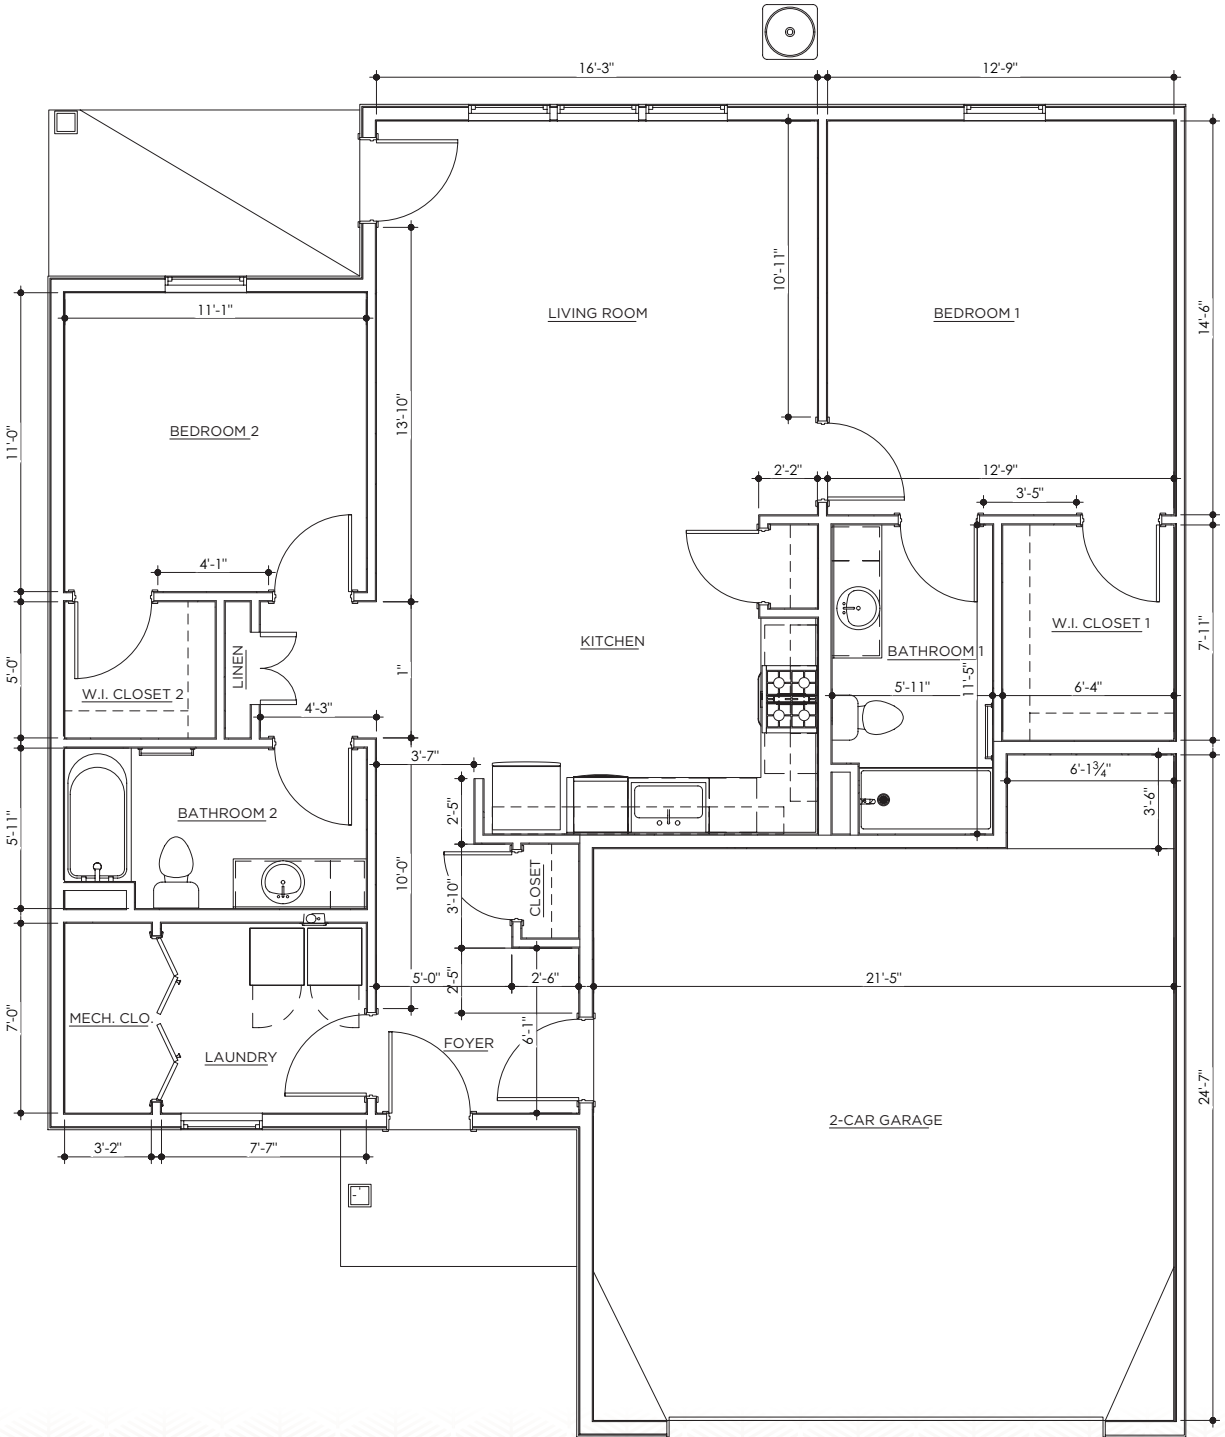 16'-3"
12'-9"
11'-1"
10'-11"
14'-6"
LIVING ROOM
BEDROOM 1
13'-10"
11'-0"
BEDROOM 2
2'-2"
12'-9"
3'-5"
4'-1"
KITCHEN
W.I. CLOSET 1
7'-11"
BATHROOM 1
11'-5"
5'-0"
W.I. CLOSET 2
LINEN
1"
5'-11"
6'-4"
4'-3"
3'-7"
6'-1¾"
3'-6"
2'-5"
BATHROOM 2
5'-11"
10'-0"
3'-10"
CLOSET
5'-0"
2'-5"
2'-6"
21'-5"
7'-0"
MECH. CLO.
LAUNDRY
FOYER
6'-1"
24'-7"
2-CAR GARAGE
3'-2"
7'-7"